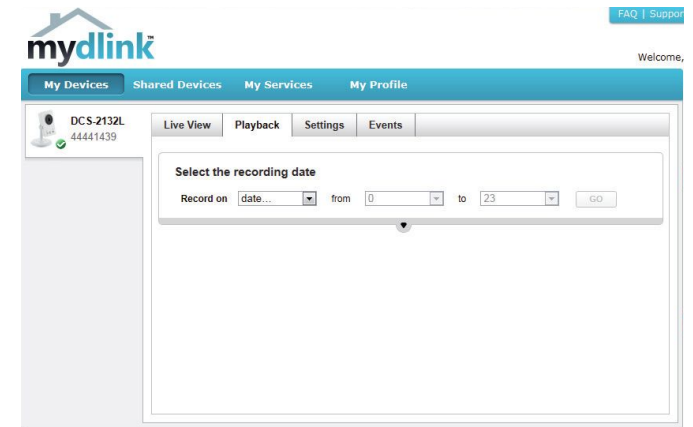 FAQ | Suppor
mydlink™
Welcome,
My Devices Shared Devices My Services My Profile
DCS-2132L
44441439
Live View Playback Settings Events
Select the recording date
Record on date... from 0 to 23 GO